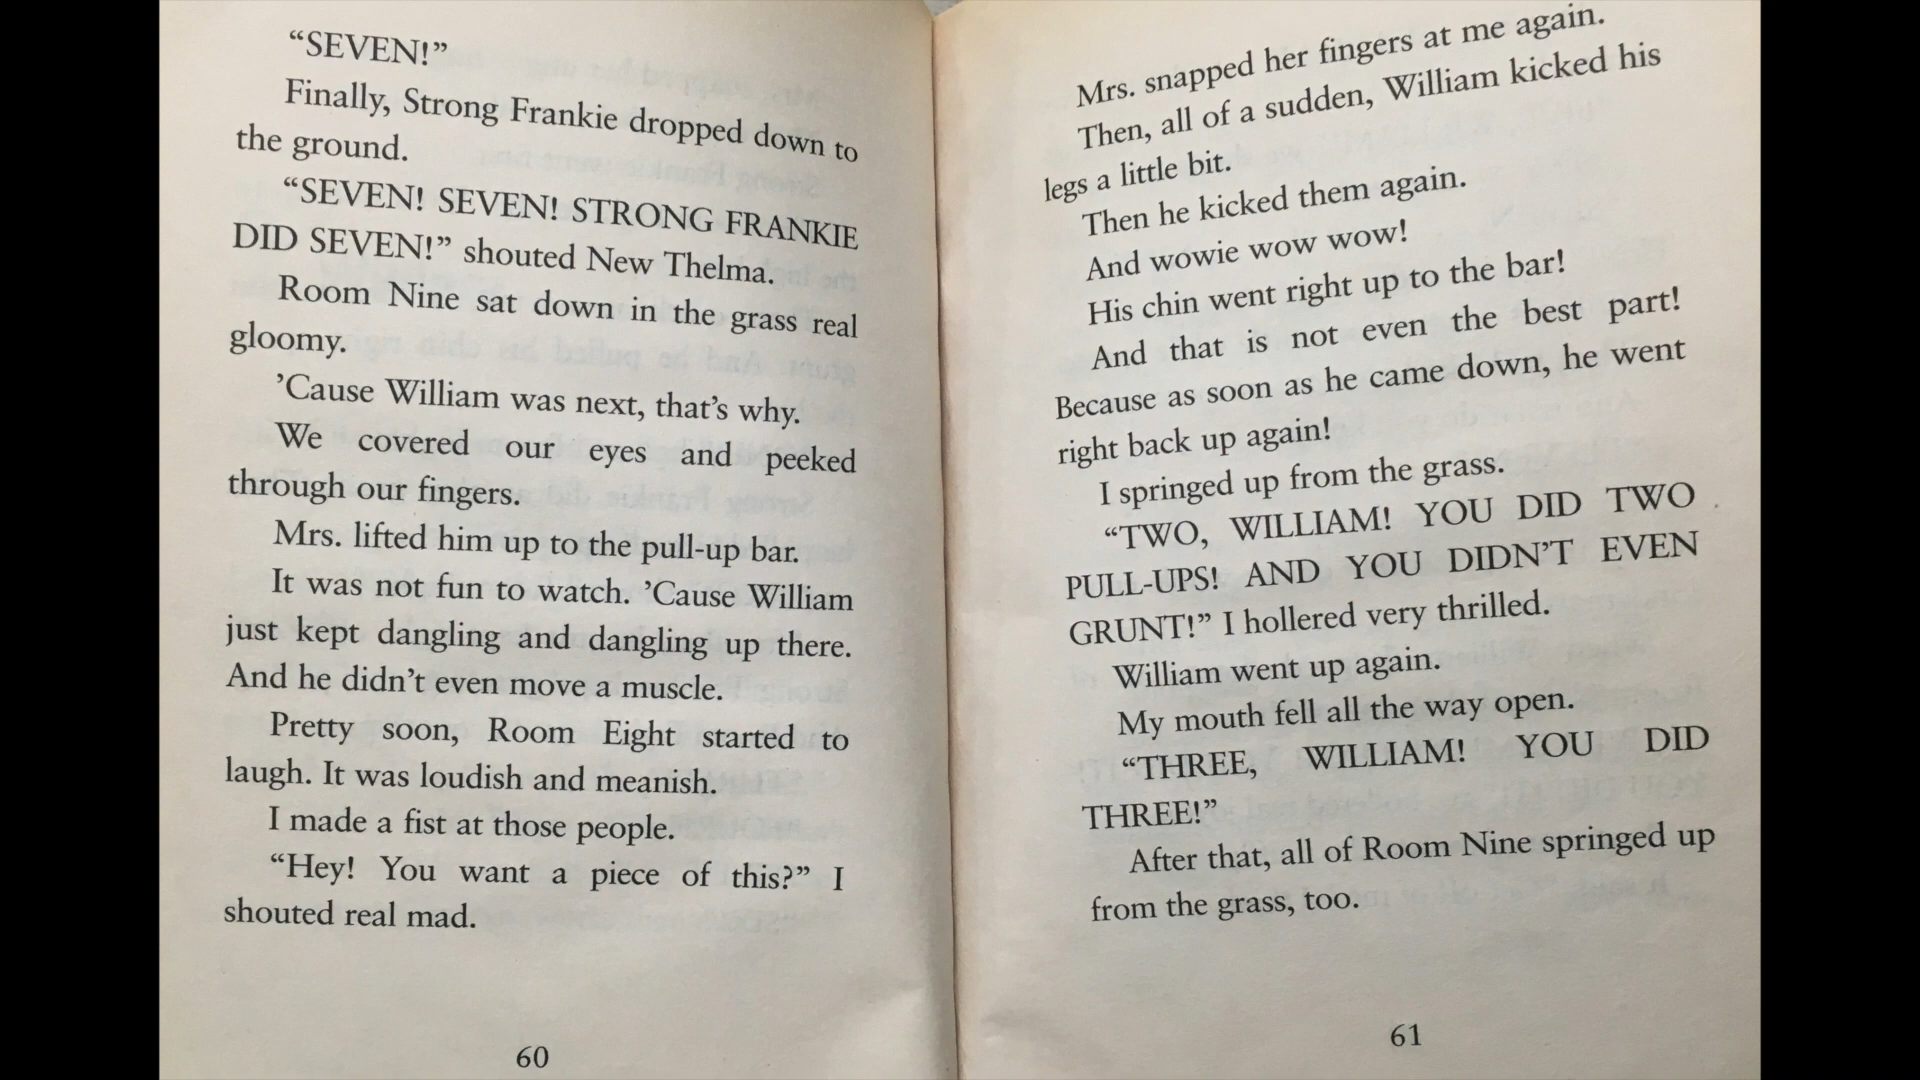 “SEVEN!”
Finally, Strong Frankie dropped down to
the ground.
“SEVEN! SEVEN! STRONG FRANKIE
DID SEVEN!” shouted New Thelma.
Room Nine sat down in the grass real
gloomy.
’Cause William was next, that’s why.
We covered our eyes and peeked
through our fingers.
Mrs. lifted him up to the pull-up bar.
It was not fun to watch. ’Cause William
just kept dangling and dangling up there.
And he didn’t even move a muscle.
Pretty soon, Room Eight started to
laugh. It was loudish and meanish.
I made a fist at those people.
“Hey! You want a piece of this?” I
shouted real mad.
60
Mrs. snapped her fingers at me again.
Then, all of a sudden, William kicked his
legs a little bit.
Then he kicked them again.
And wowie wow wow!
His chin went right up to the bar!
And that is not even the best part!
Because as soon as he came down, he went
right back up again!
I springed up from the grass.
“TWO, WILLIAM! YOU DID TWO
PULL-UPS! AND YOU DIDN’T EVEN
GRUNT!” I hollered very thrilled.
William went up again.
My mouth fell all the way open.
“THREE, WILLIAM! YOU DID
THREE!”
After that, all of Room Nine springed up
from the grass, too.
61